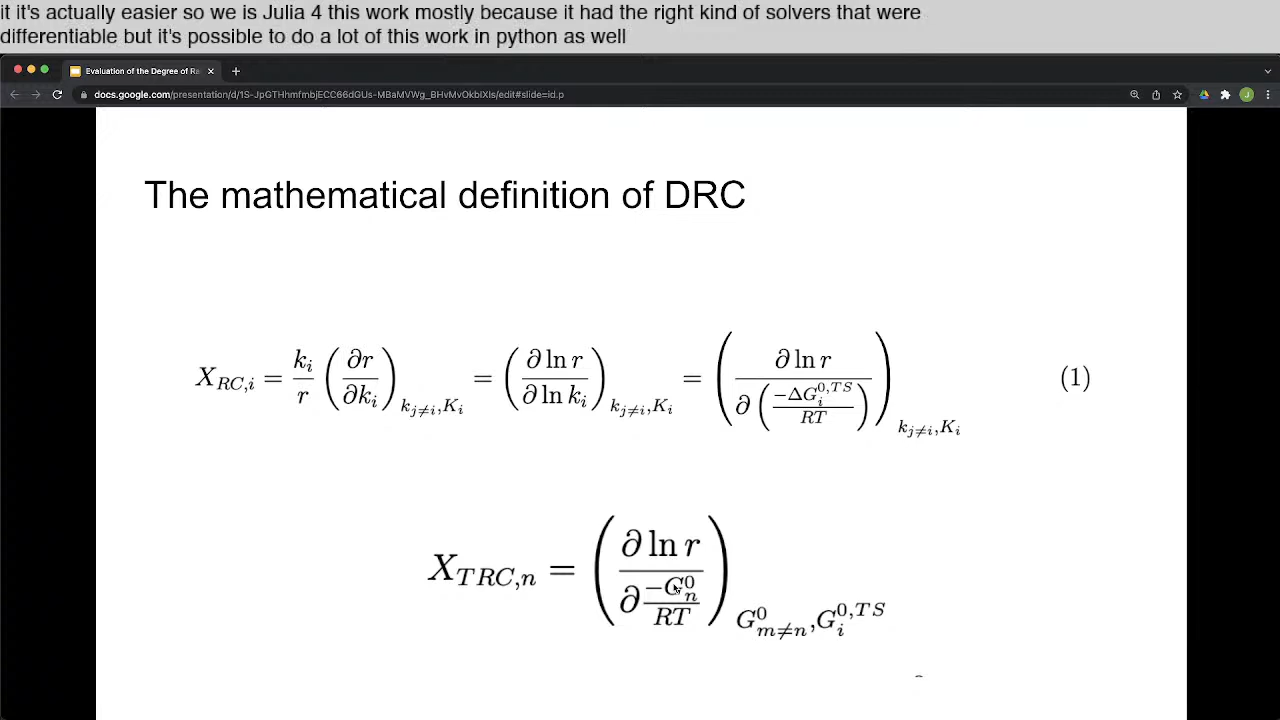 it it's actually easier so we is Julia 4 this work mostly because it had the right kind of solvers that were
differentiable but it's possible to do a lot of this work in python as well
Evaluation of the Degree of Ra
docs.google.com/presentation/d/1S-JpGTHhmfmbjECC66dGUs-MBaMVWg_BHvMvOkbIXIs/edit#slide=id.p
J
The mathematical definition of DRC
X_{RC,i} = \frac{k_i}{r} \left( \frac{\partial r}{\partial k_i} \right)_{k_{j \neq i}, K_i} = \left( \frac{\partial \ln r}{\partial \ln k_i} \right)_{k_{j \neq i}, K_i} = \left( \frac{\partial \ln r}{\partial \left( \frac{-\Delta G_i^{0,TS}}{RT} \right)} \right)_{k_{j \neq i}, K_i} (1)
X_{TRC,n} = \left( \frac{\partial \ln r}{\partial \frac{-G_n^0}{RT}} \right)_{G_{m \neq n}^0, G_i^{0,TS}}